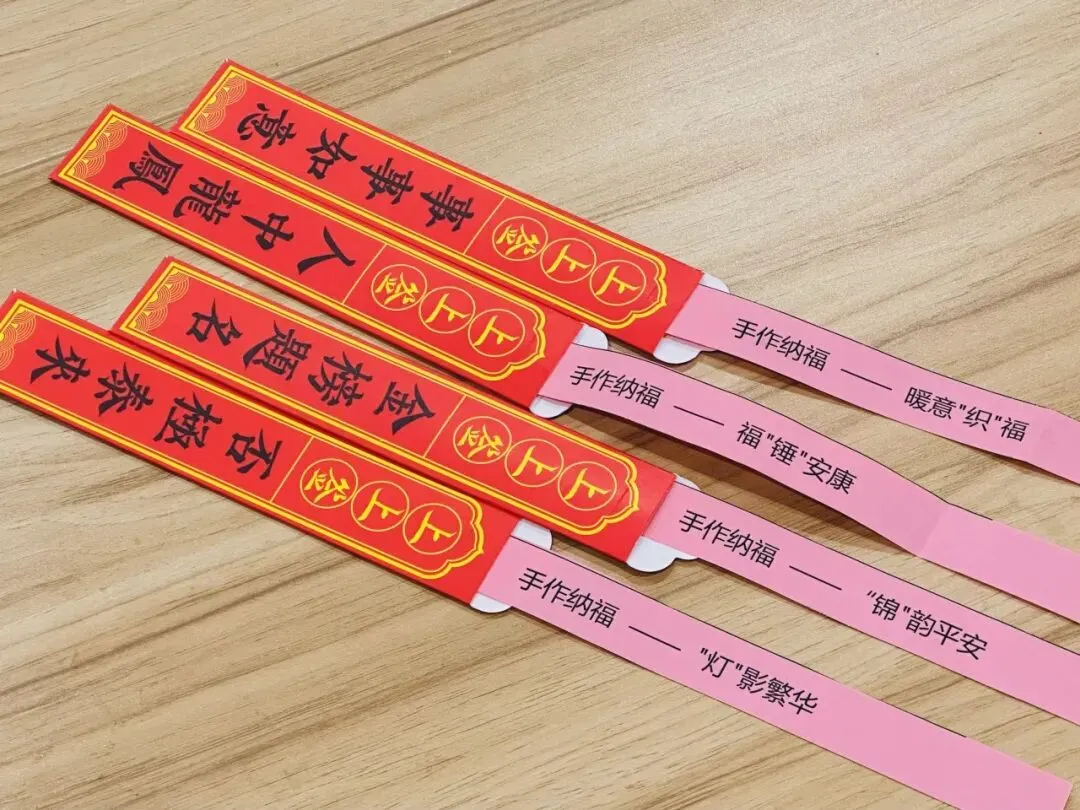 上上签
事事如意
手作纳福——暖意"织"福
上上签
人中龍鳳
手作纳福——福"锤"安康
上上签
金榜題名
手作纳福——"锦"韵平安
上上签
否極泰來
手作纳福——"灯"影繁华